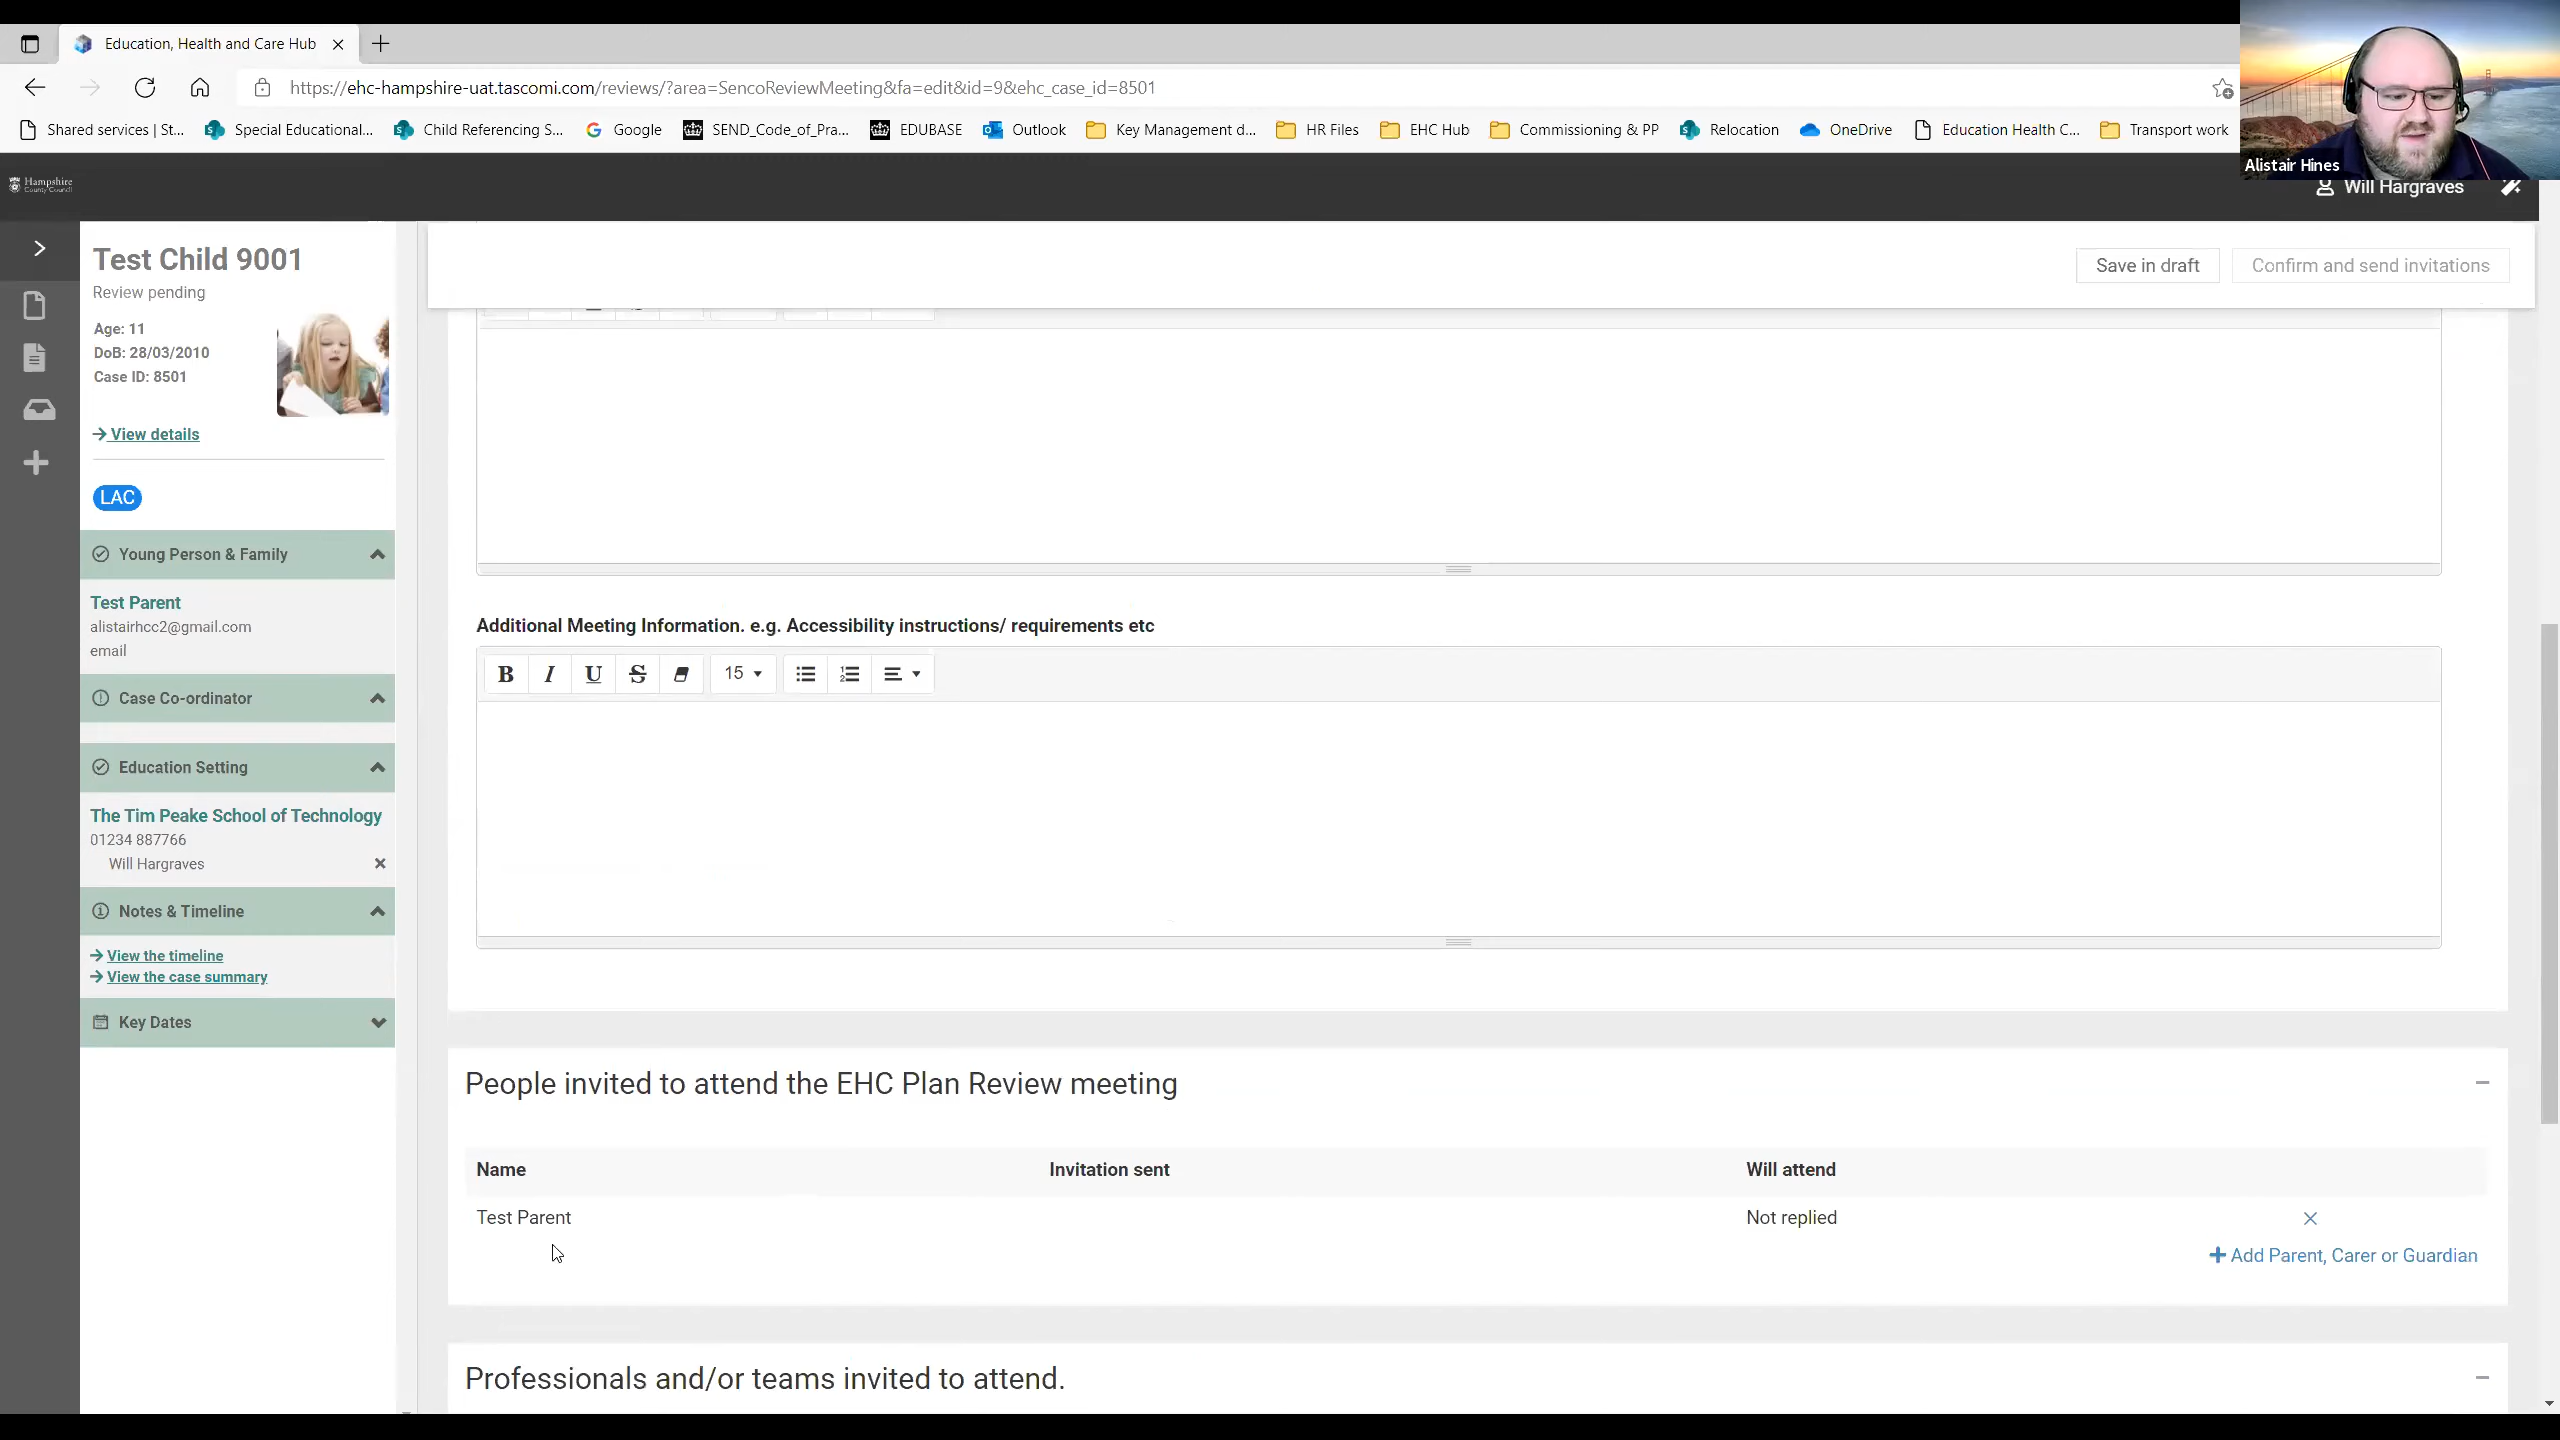 Education, Health and Care Hub
https://ehc-hampshire-uat.tascomi.com/reviews/?area=SencoReviewMeeting&fa=edit&id=9&ehc_case_id=8501
Shared services | St... Special Educational... Child Referencing S... Google SEND_Code_of_Pra... EDUBASE Outlook Key Management d... HR Files EHC Hub Commissioning & PP Relocation OneDrive Education Health C... Transport work
Alistair Hines
Hampshire
County Council
Will Hargraves
Test Child 9001
Review pending
Age: 11
DoB: 28/03/2010
Case ID: 8501
View details
LAC
Young Person & Family
Test Parent
alistairhcc2@gmail.com
email
Case Co-ordinator
Education Setting
The Tim Peake School of Technology
01234 887766
Will Hargraves
Notes & Timeline
View the timeline
View the case summary
Key Dates
Save in draft
Confirm and send invitations
Additional Meeting Information. e.g. Accessibility instructions/ requirements etc
B I U S 15
People invited to attend the EHC Plan Review meeting
Name Invitation sent Will attend
Test Parent Not replied
Add Parent, Carer or Guardian
Professionals and/or teams invited to attend.